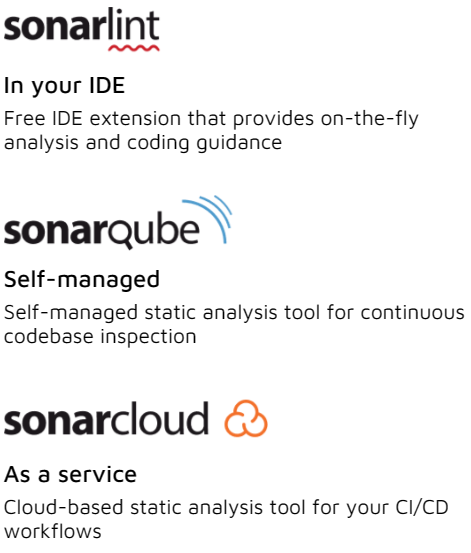 sonarlint
In your IDE
Free IDE extension that provides on-the-fly
analysis and coding guidance
sonarqube
Self-managed
Self-managed static analysis tool for continuous
codebase inspection
sonarcloud
As a service
Cloud-based static analysis tool for your CI/CD
workflows